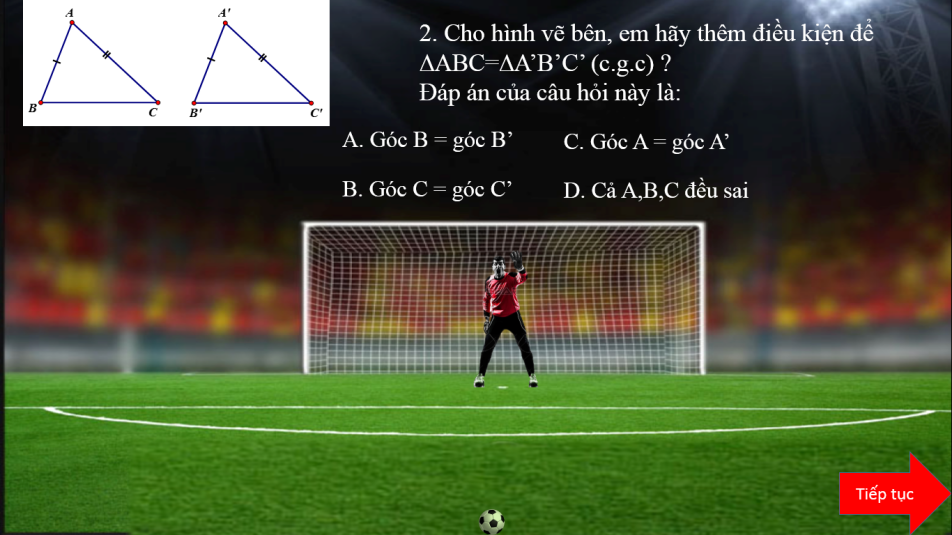 A
A'
B
C
B'
C'
2. Cho hình vẽ bên, em hãy thêm điều kiện để
ΔABC=ΔA’B’C’ (c.g.c) ?
Đáp án của câu hỏi này là:
A. Góc B = góc B’
C. Góc A = góc A’
B. Góc C = góc C’
D. Cả A,B,C đều sai
Tiếp tục